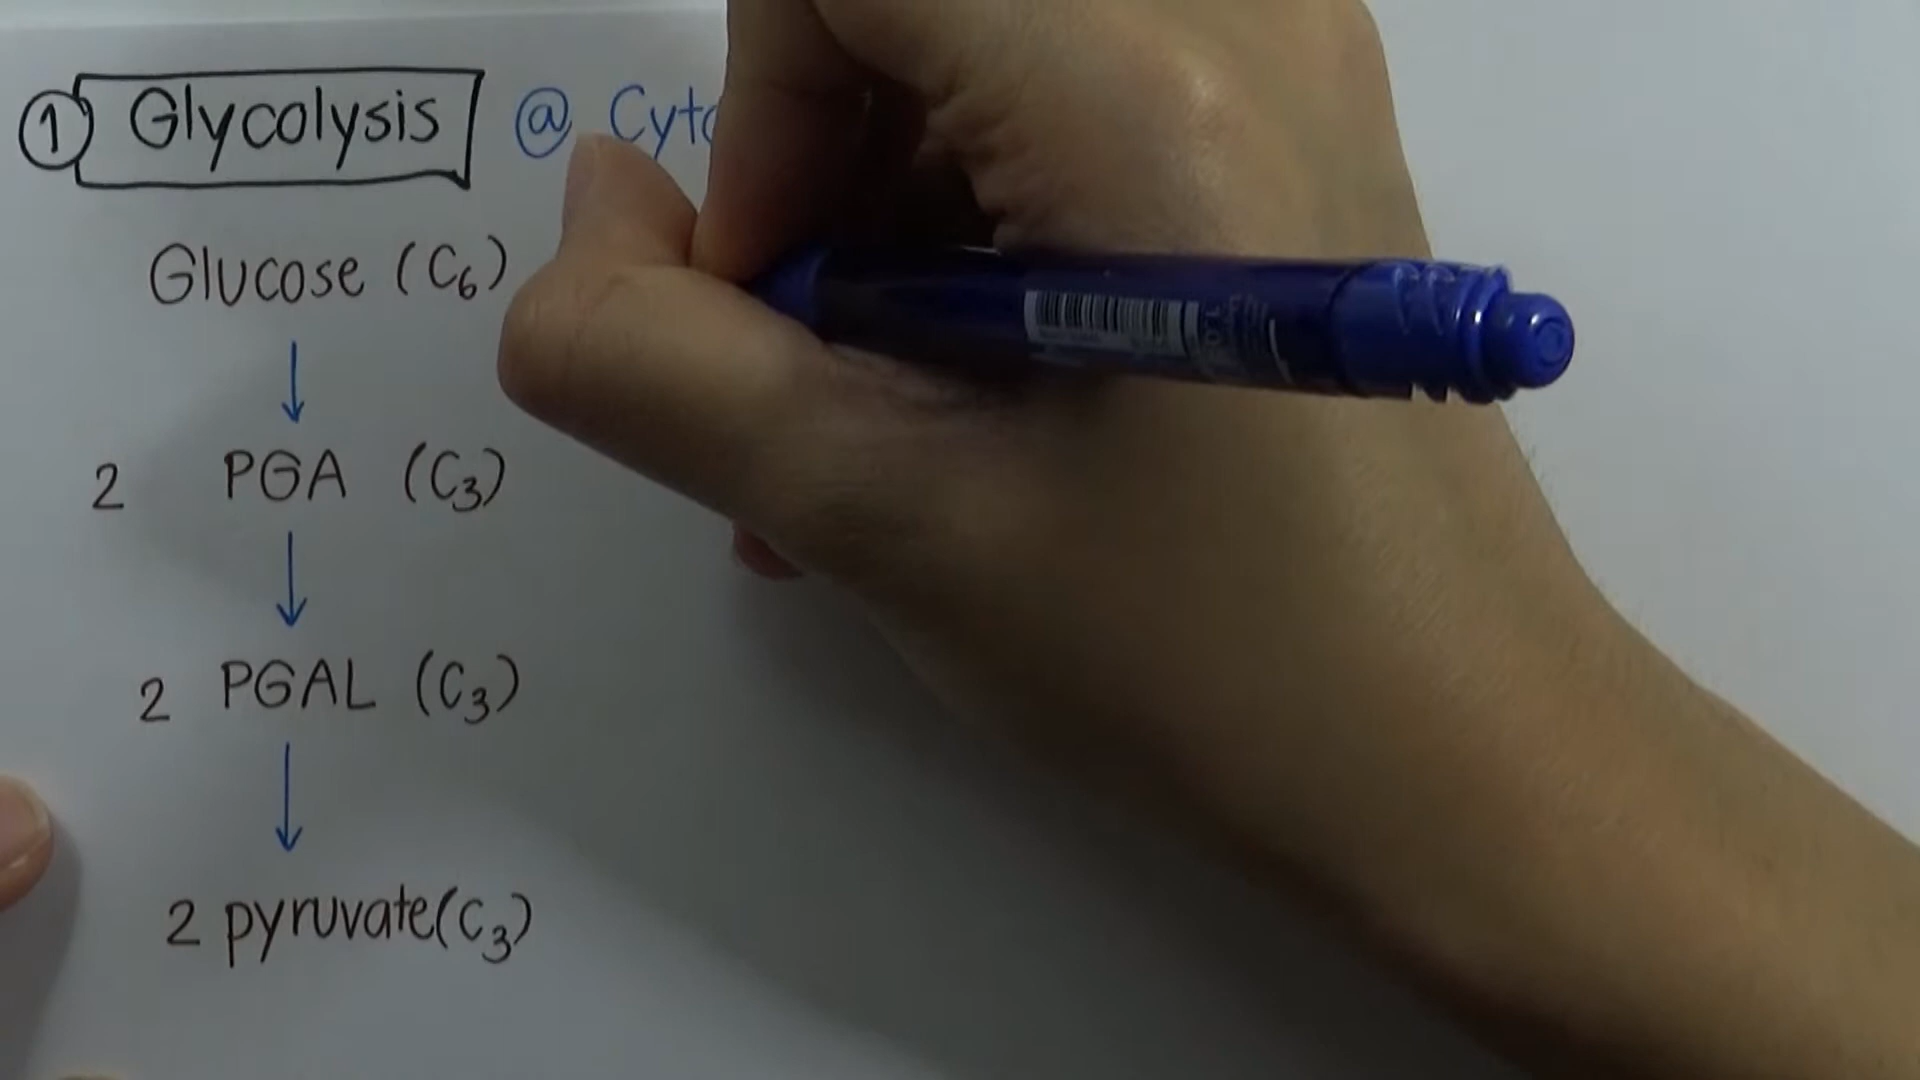 1 Glycolysis @ Cyto
Glucose (C6)
2 PGA (C3)
2 PGAL (C3)
2 pyruvate (C3)